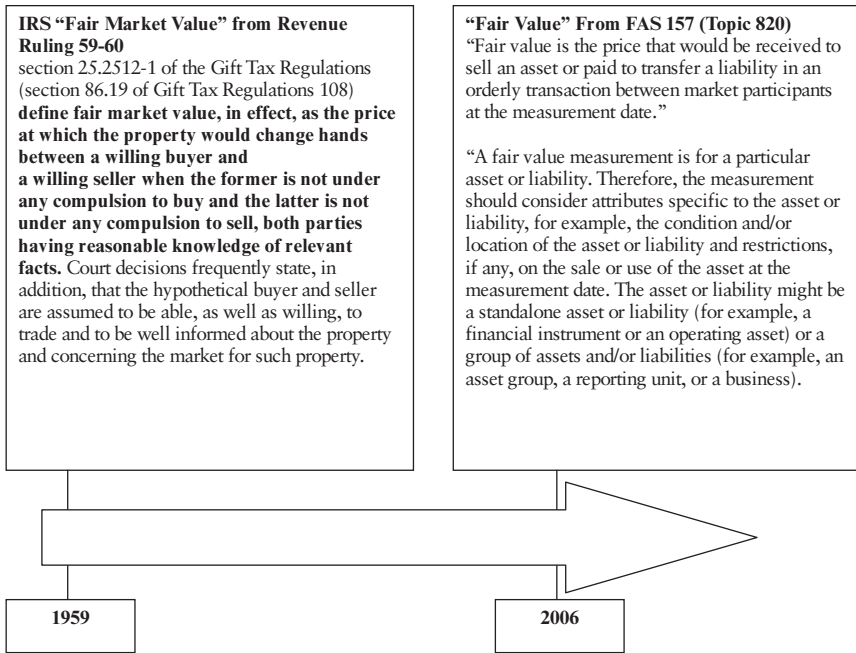 IRS “Fair Market Value” from Revenue
Ruling 59-60
section 25.2512-1 of the Gift Tax Regulations
(section 86.19 of Gift Tax Regulations 108)
define fair market value, in effect, as the price
at which the property would change hands
between a willing buyer and
a willing seller when the former is not under
any compulsion to buy and the latter is not
under any compulsion to sell, both parties
having reasonable knowledge of relevant
facts. Court decisions frequently state, in
addition, that the hypothetical buyer and seller
are assumed to be able, as well as willing, to
trade and to be well informed about the property
and concerning the market for such property.
“Fair Value” From FAS 157 (Topic 820)
“Fair value is the price that would be received to
sell an asset or paid to transfer a liability in an
orderly transaction between market participants
at the measurement date.”
“A fair value measurement is for a particular
asset or liability. Therefore, the measurement
should consider attributes specific to the asset or
liability, for example, the condition and/or
location of the asset or liability and restrictions,
if any, on the sale or use of the asset at the
measurement date. The asset or liability might be
a standalone asset or liability (for example, a
financial instrument or an operating asset) or a
group of assets and/or liabilities (for example, an
asset group, a reporting unit, or a business).
1959
2006